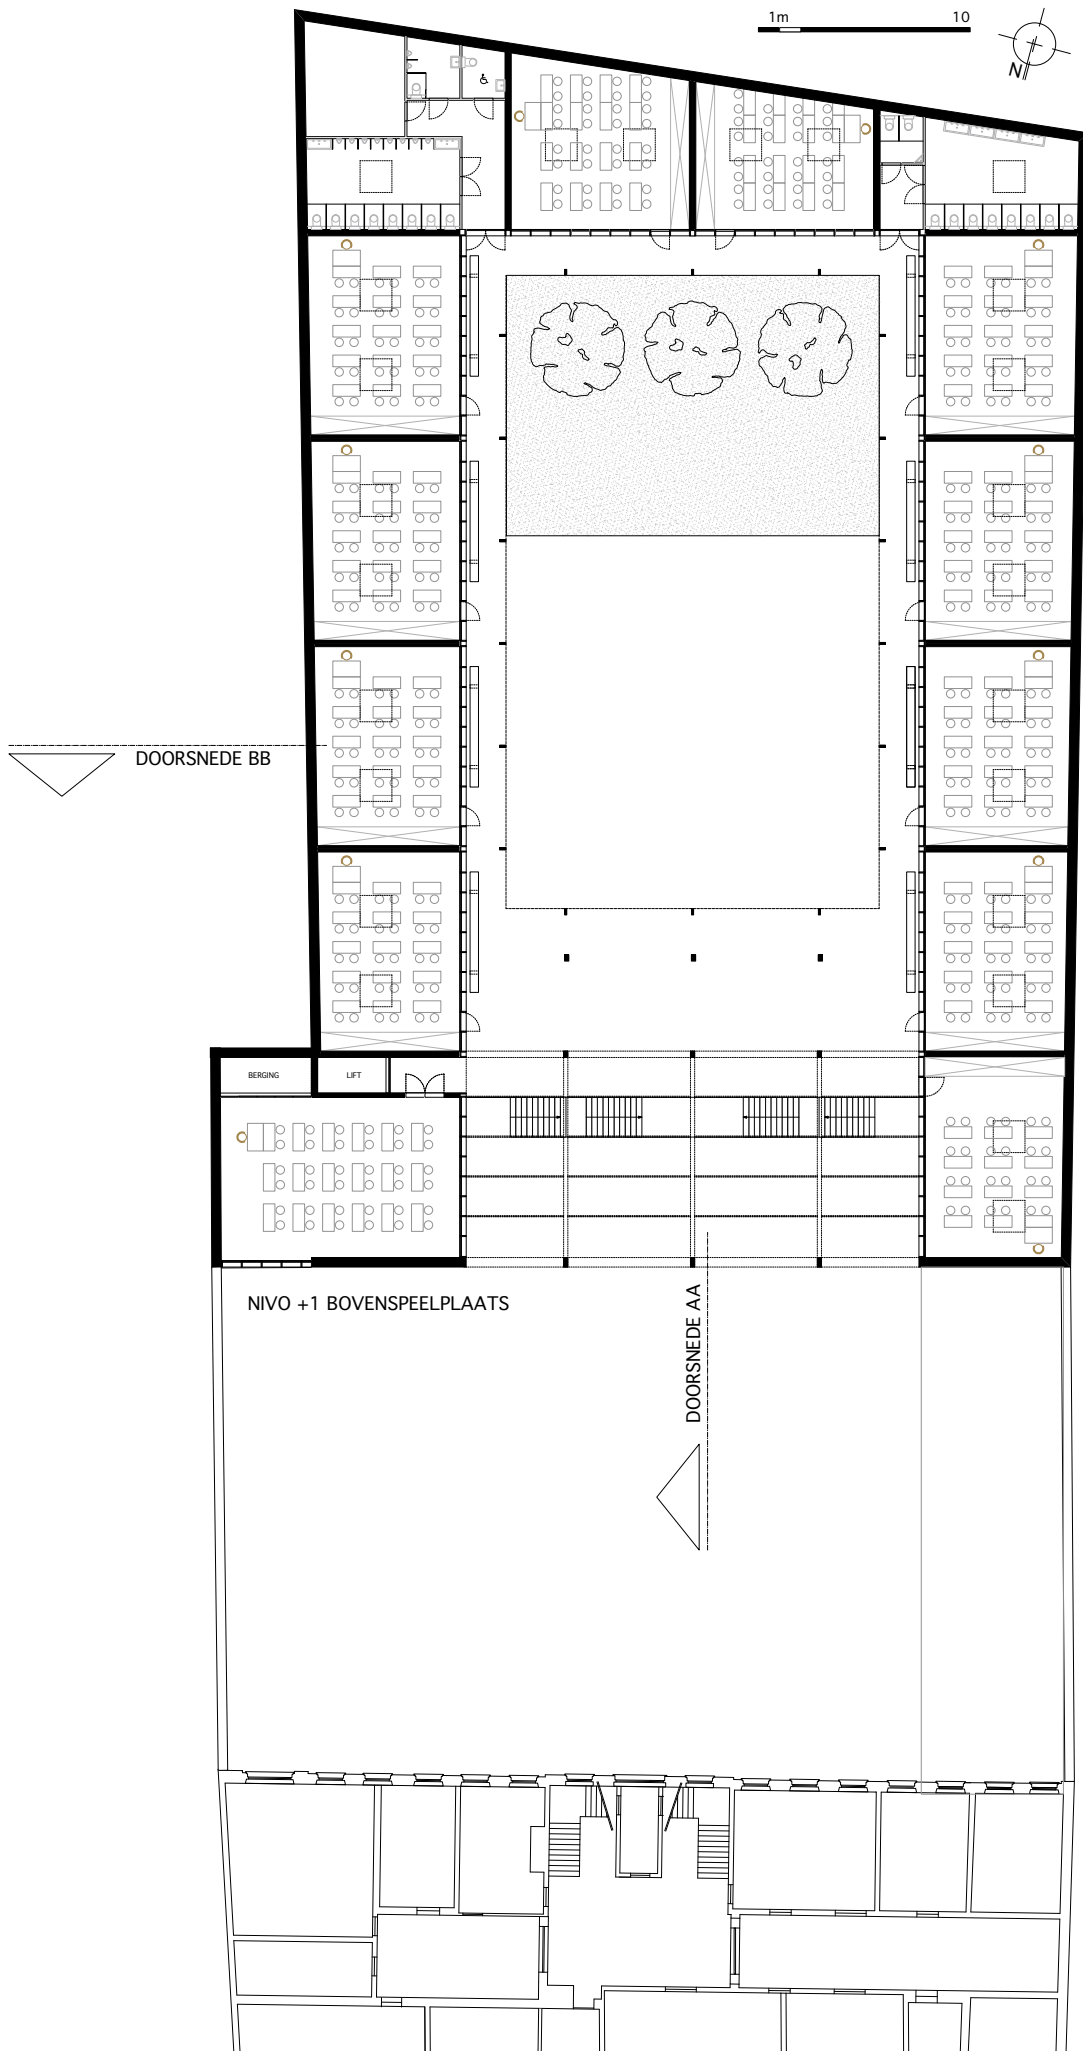 1m 10
N
DOORSNEDE BB
BERGING
LIFT
NIVO +1 BOVENSPEELPLAATS
DOORSNEDE AA